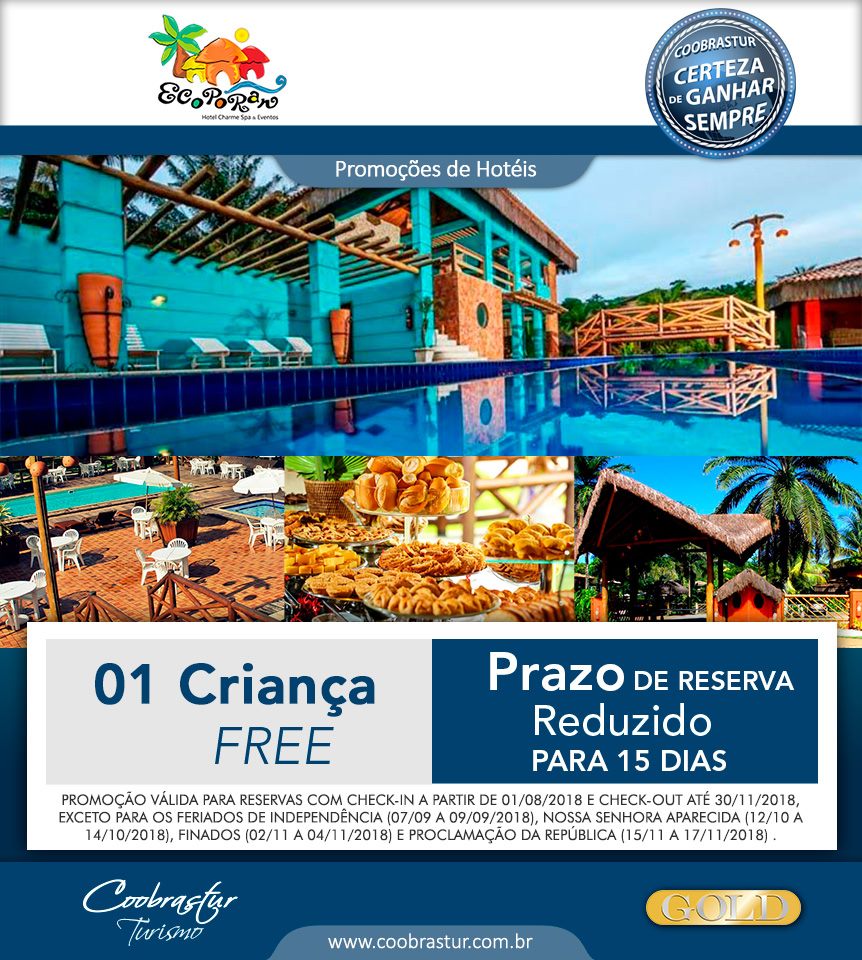 ECOPORAN
Hotel Charme Spa & Eventos
COOBRASTUR
CERTEZA
DE GANHAR
SEMPRE
Promoções de Hotéis
01 Criança
FREE
Prazo DE RESERVA
Reduzido
PARA 15 DIAS
PROMOÇÃO VÁLIDA PARA RESERVAS COM CHECK-IN A PARTIR DE 01/08/2018 E CHECK-OUT ATÉ 30/11/2018,
EXCETO PARA OS FERIADOS DE INDEPENDÊNCIA (07/09 A 09/09/2018), NOSSA SENHORA APARECIDA (12/10 A
14/10/2018), FINADOS (02/11 A 04/11/2018) E PROCLAMAÇÃO DA REPÚBLICA (15/11 A 17/11/2018) .
Coobrastur
Turismo
GOLD
www.coobrastur.com.br